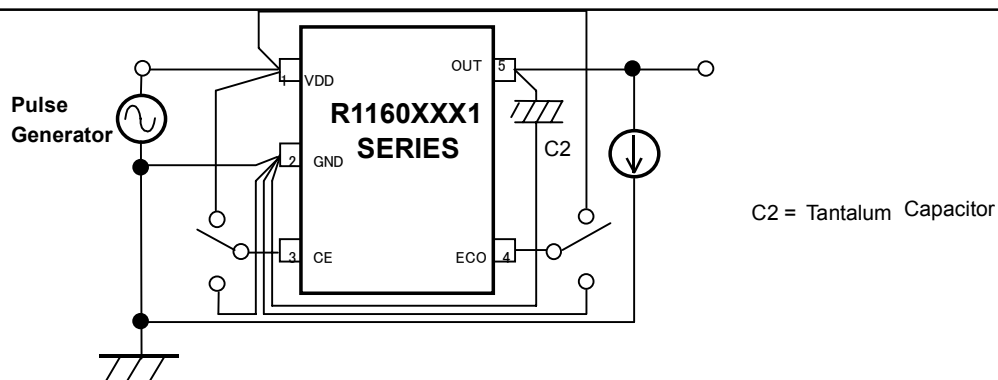 Pulse
Generator
1
VDD
OUT
5
R1160XXX1
SERIES
C2
2
GND
3
CE
ECO
4
C2 = Tantalum Capacitor